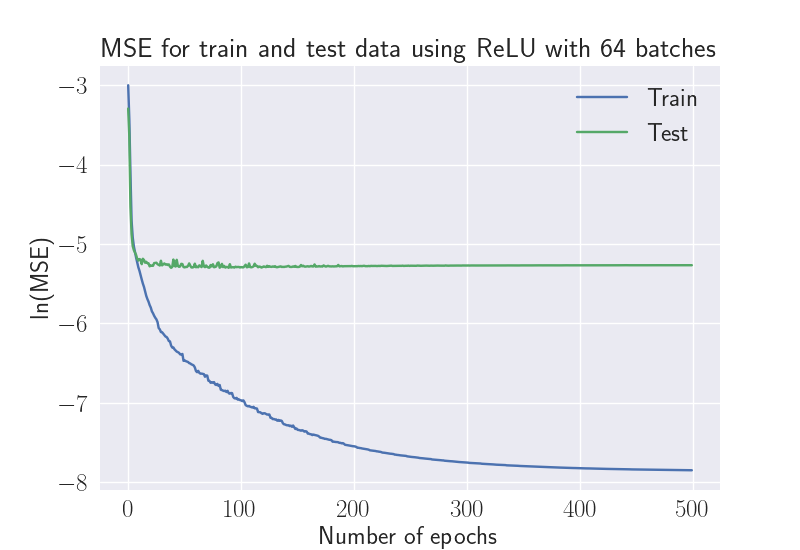 MSE for train and test data using ReLU with 64 batches
−3
−4
−5
−6
−7
−8
ln(MSE)
Train
Test
0
100
200
300
400
500
Number of epochs